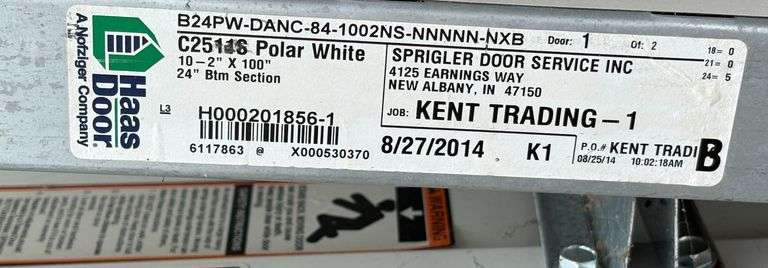 B24PW-DANC-84-1002NS-NNNNN-NXB
Door: 1 Of: 2
Polar White
10-2" X 100"
24" Btm Section
18= 0
21= 0
24= 5
Haas Door
A Nofziger Company
SPRIGLER DOOR SERVICE INC
4125 EARNINGS WAY
NEW ALBANY, IN 47150
L3
H000201856-1
JOB: KENT TRADING-1
6117863 @ X000530370
8/27/2014
K1
P.O.# KENT TRADI
08/25/14 10:02:18AM
B
WARNING